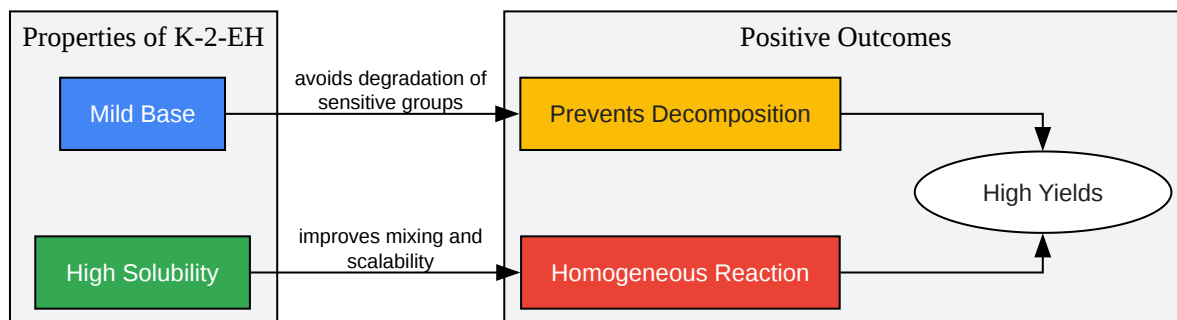 Properties of K-2-EH
Positive Outcomes
Mild Base
avoids degradation of
sensitive groups
Prevents Decomposition
High Yields
High Solubility
improves mixing and
scalability
Homogeneous Reaction